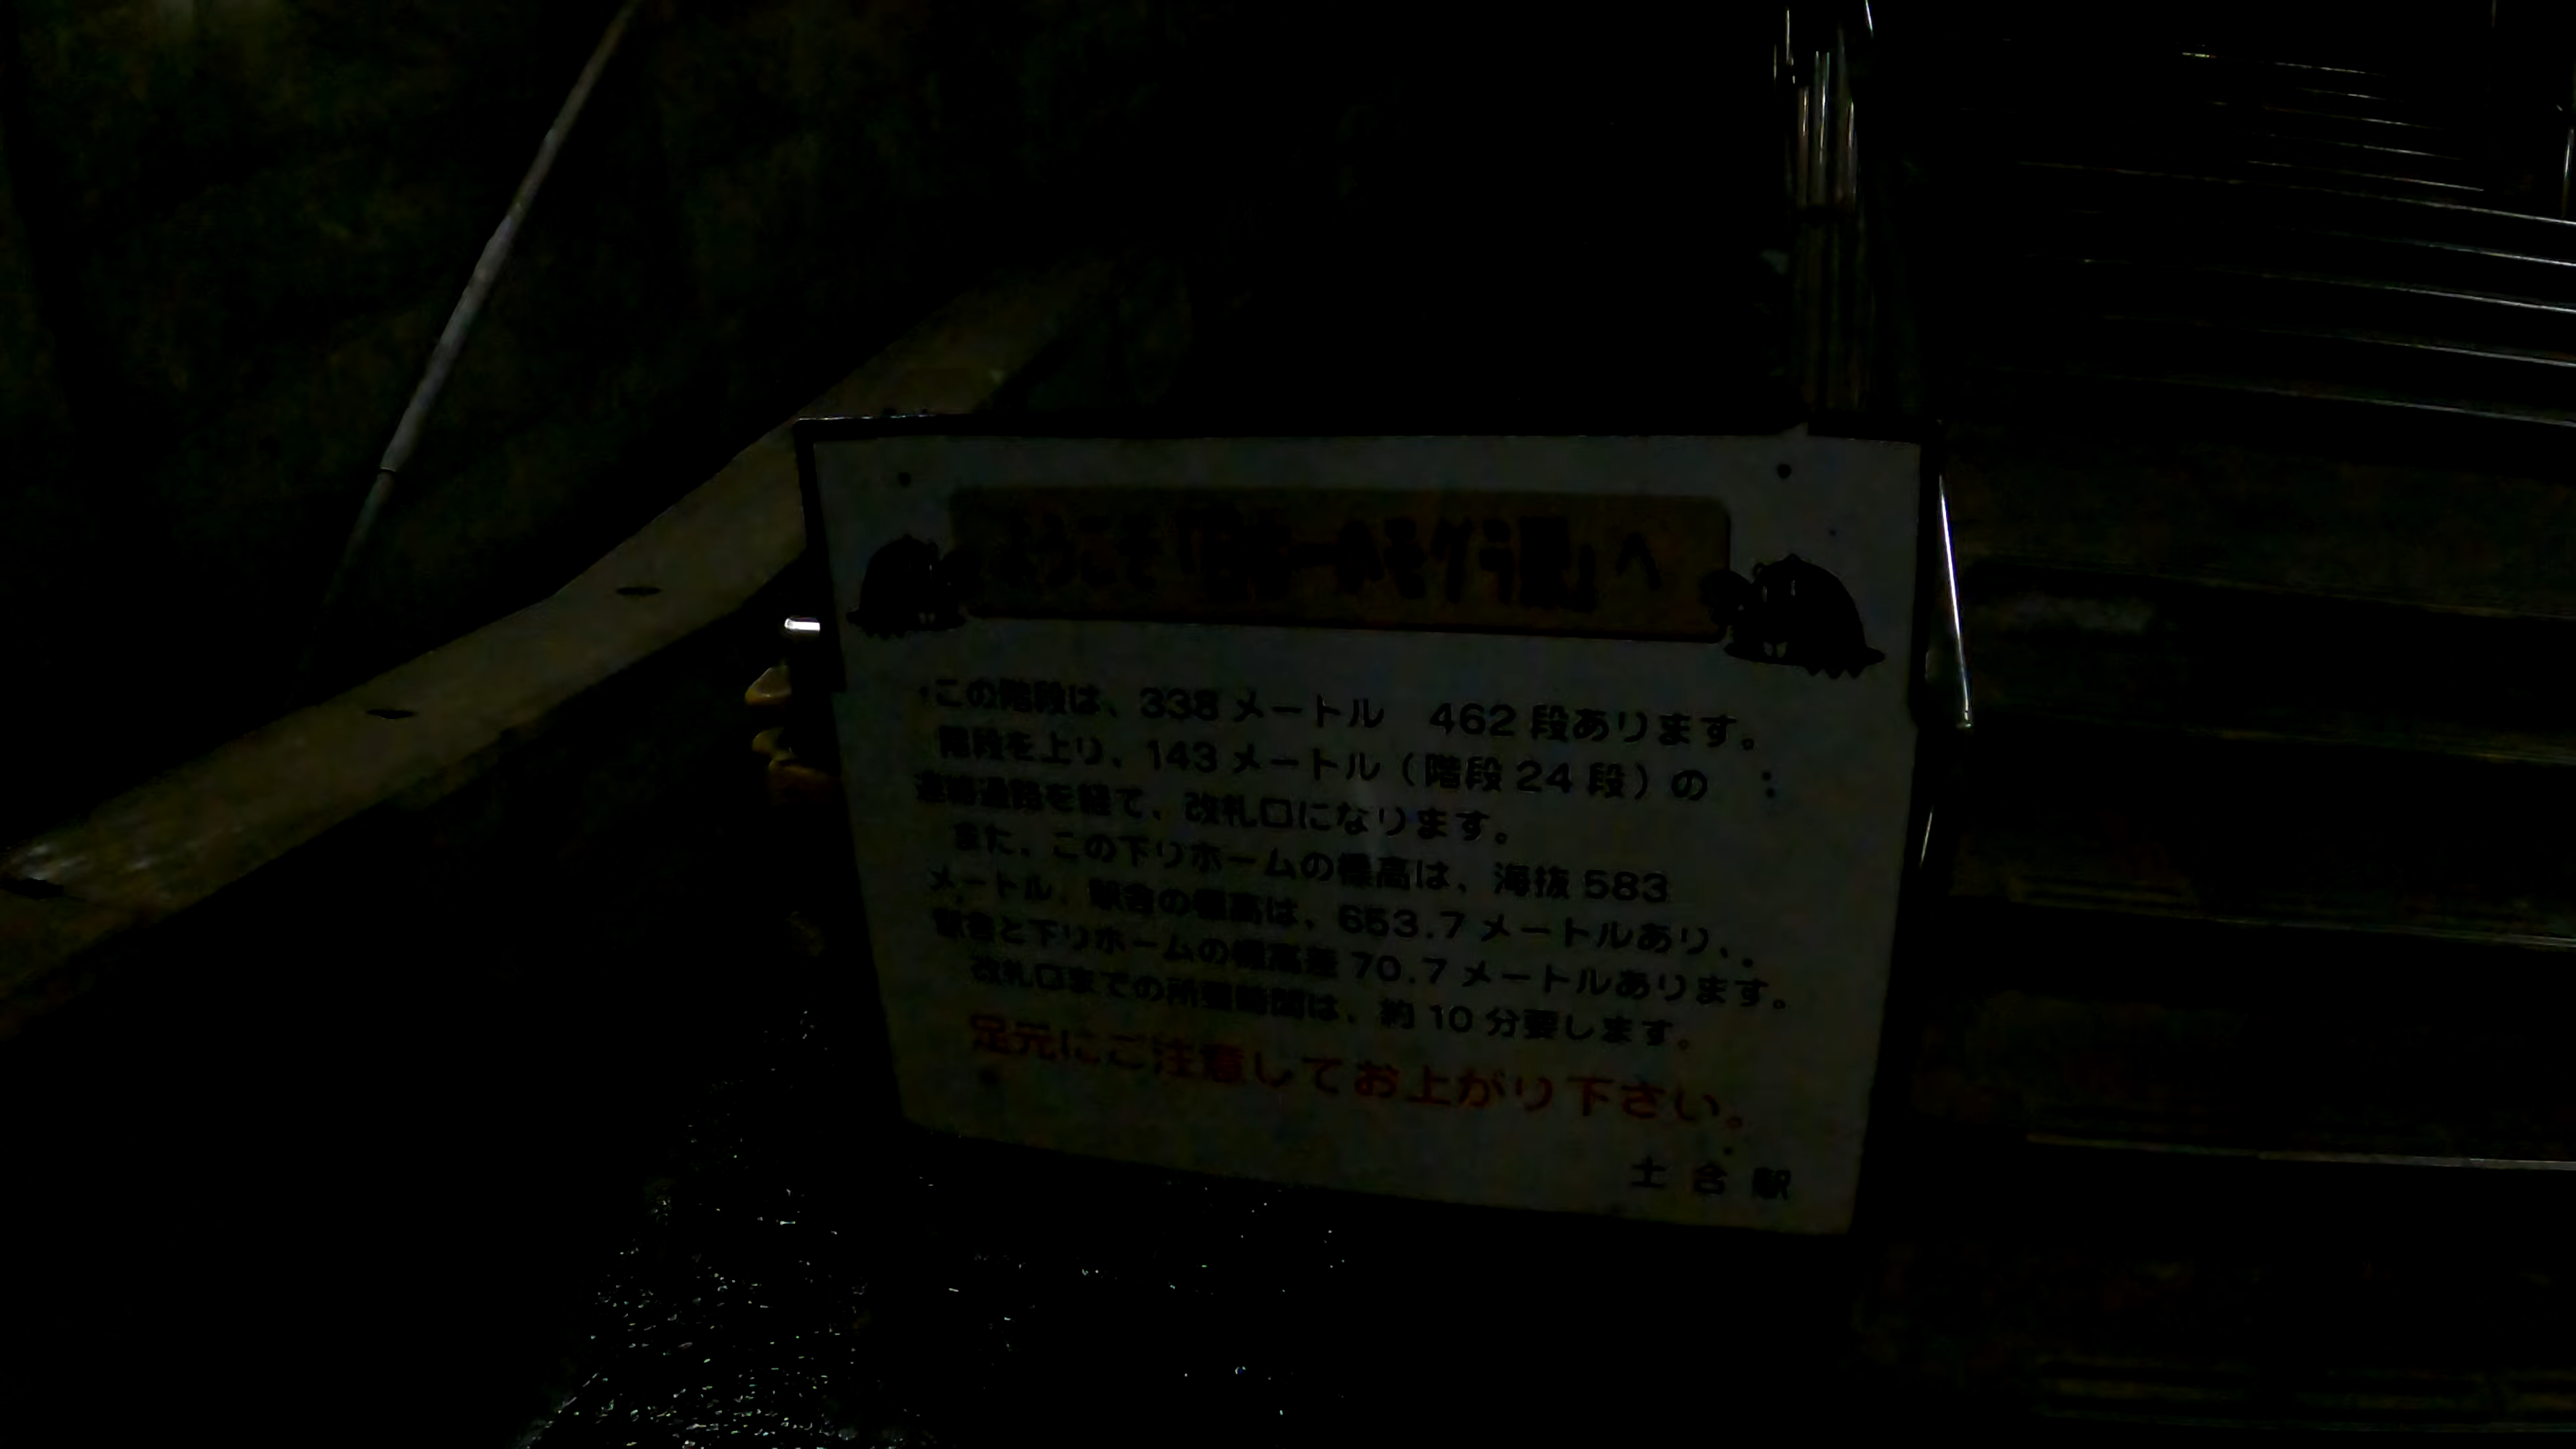 ようこそ『日本一のモグラ駅』へ
この階段は、338メートル　462段あります。
階段を上り、143メートル（階段24段）の
連絡通路を経て、改札口になります。
また、この下りホームの標高は、海抜583
メートル、駅舎の標高は、653.7メートルあり、
駅舎と下りホームの標高差70.7メートルあります。
改札口までの所要時間は、約10分要します。
足元にご注意してお上がり下さい。
土合駅